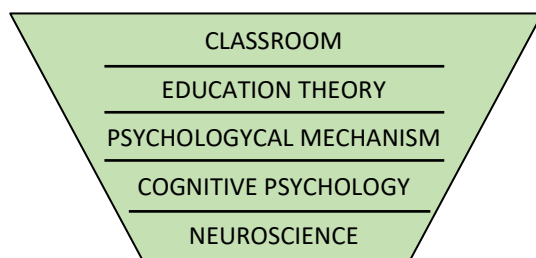 CLASSROOM
EDUCATION THEORY
PSYCHOLOGYCAL MECHANISM
COGNITIVE PSYCHOLOGY
NEUROSCIENCE